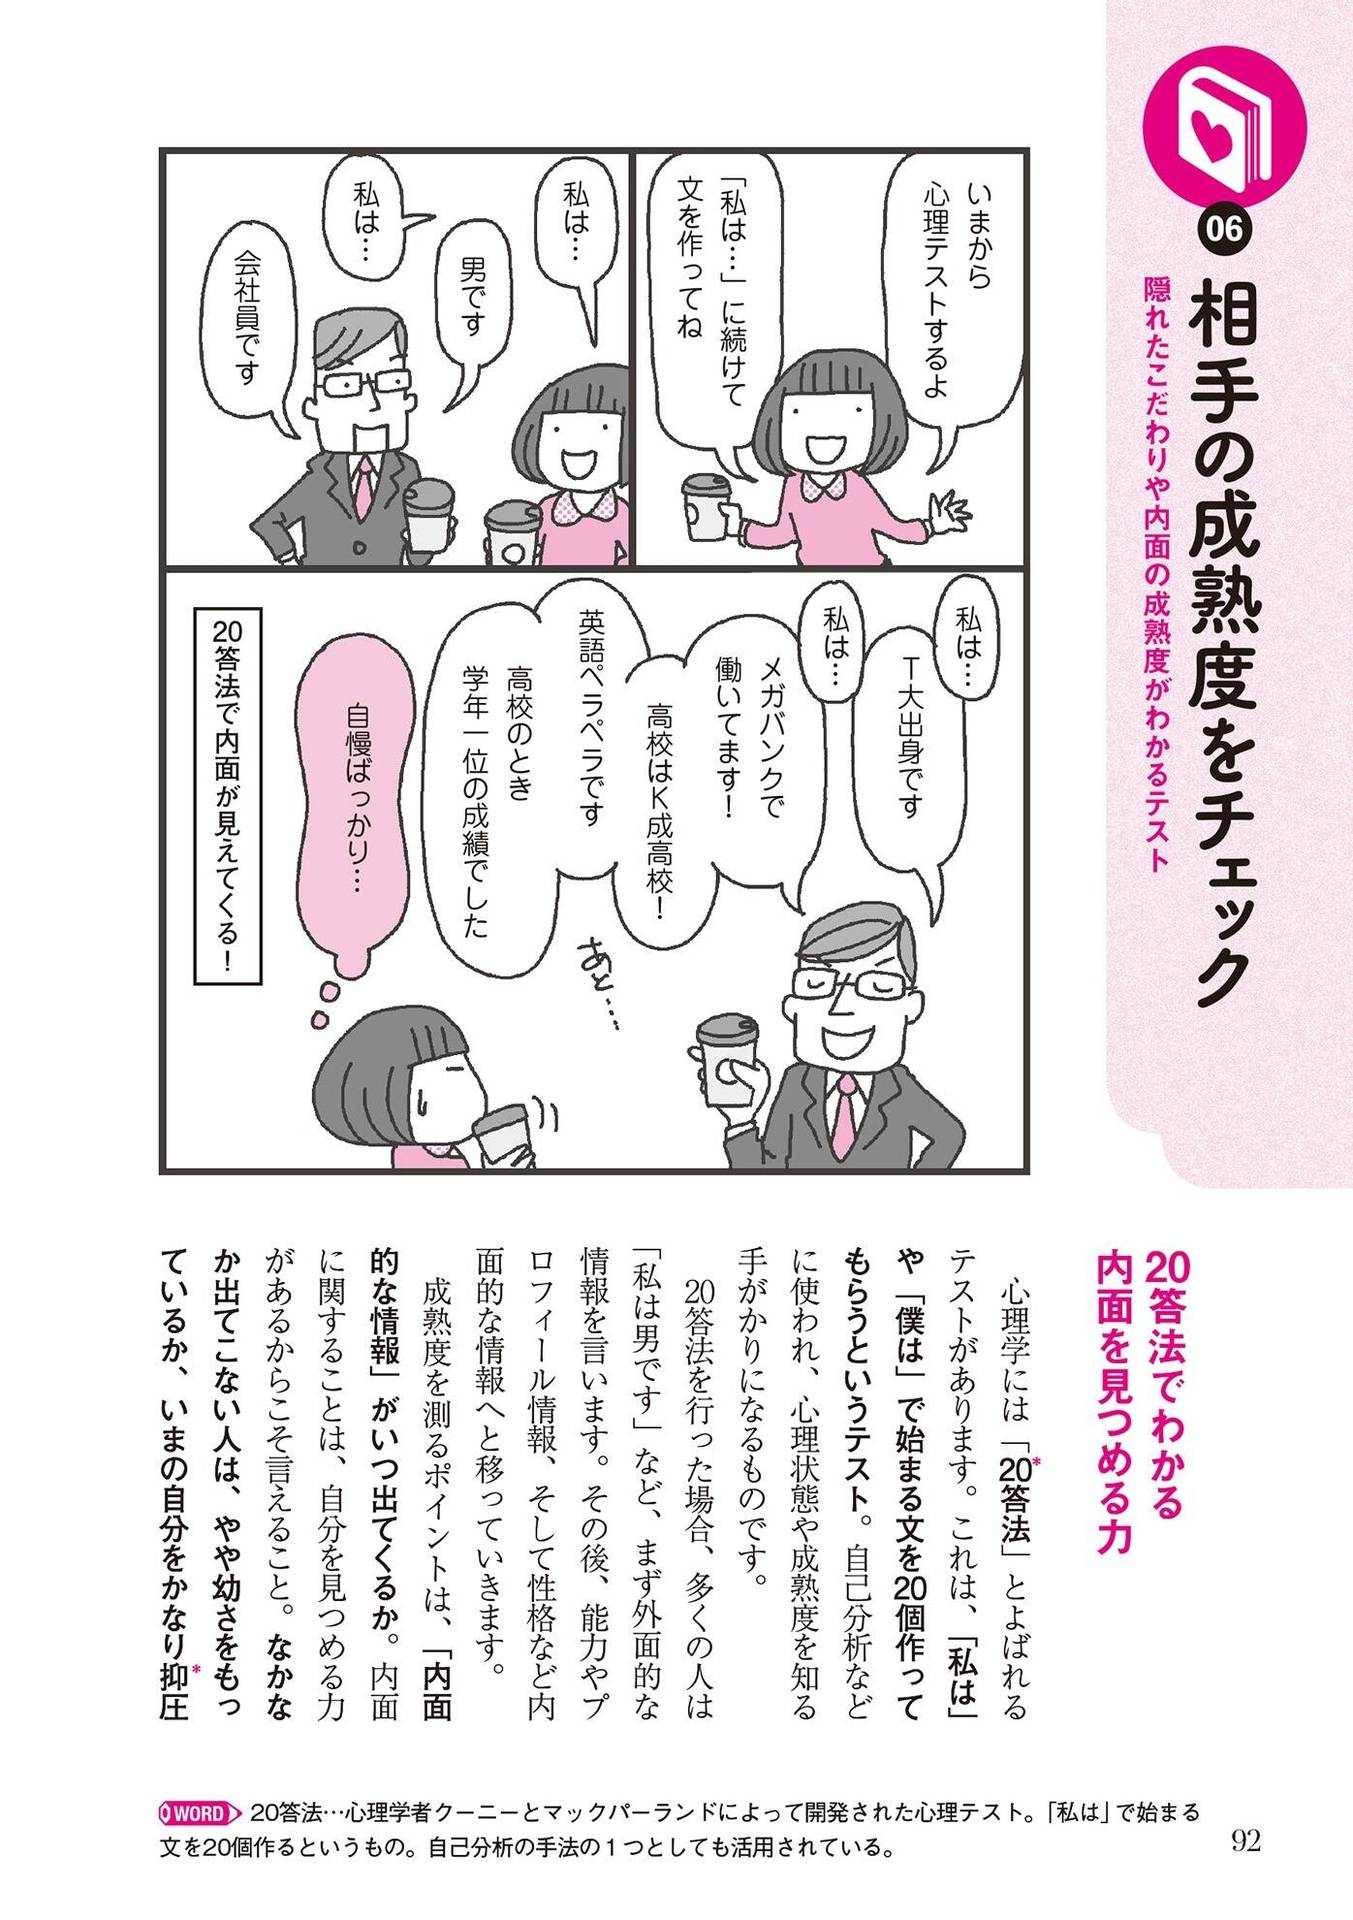 06
相手の成熟度をチェック
隠れたこだわりや内面の成熟度がわかるテスト
いまから
心理テストするよ
「私は…」に続けて
文を作ってね
私は…
男です
私は…
会社員です
私は…
T大出身です
私は…
メガバンクで
働いてます！
高校はK成高校！
英語ペラペラです
高校のとき
学年一位の成績でした
あと…
自慢ばっかり…
20答法で内面が見えてくる！
20答法でわかる
内面を見つめる力
心理学には「20答法*」とよばれる
テストがあります。これは、「私は」
や「僕は」で始まる文を20個作って
もらうというテスト。自己分析など
に使われ、心理状態や成熟度を知る
手がかりになるものです。
20答法を行った場合、多くの人は
「私は男です」など、まず外面的な
情報を言います。その後、能力やプ
ロフィール情報、そして性格など内
面的な情報へと移っていきます。
成熟度を測るポイントは、「内面
的な情報」がいつ出てくるか。内面
に関することは、自分を見つめる力
があるからこそ言えること。なかな
か出てこない人は、やや幼さをもっ
ているか、いまの自分をかなり抑圧*
WORD 20答法…心理学者クーニーとマックパーランドによって開発された心理テスト。「私は」で始まる
文を20個作るというもの。自己分析の手法の1つとしても活用されている。
92